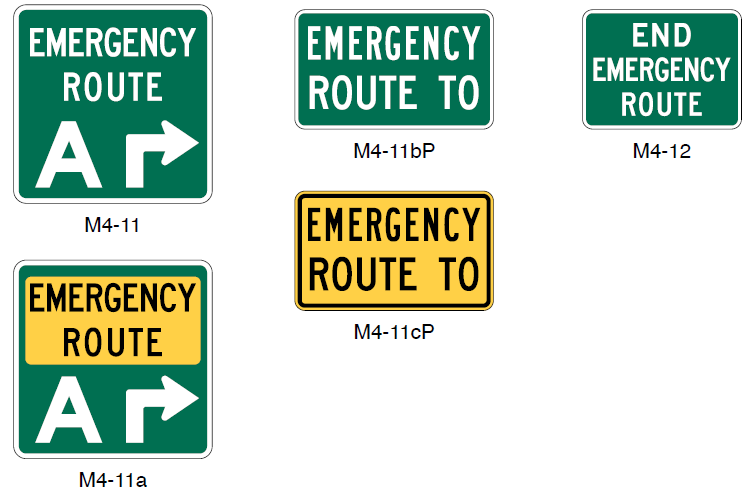 EMERGENCY
ROUTE
A
M4-11
EMERGENCY
ROUTE TO
M4-11bP
END
EMERGENCY
ROUTE
M4-12
EMERGENCY
ROUTE
A
M4-11a
EMERGENCY
ROUTE TO
M4-11cP